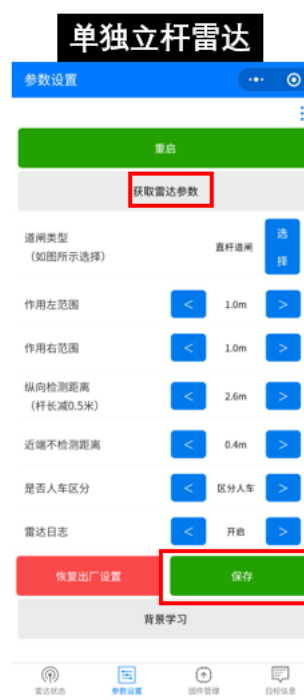 单独立杆雷达
参数设置
重启
获取雷达参数
道闸类型
(如图所示选择)
直杆道闸
选
择
作用左范围
<
1.0m
>
作用右范围
<
1.0m
>
纵向检测距离
(杆长减0.5米)
<
2.6m
>
近端不检测距离
<
0.4m
>
是否人车区分
<
区分人车
>
雷达日志
<
开启
>
恢复出厂设置
保存
背景学习
雷达状态
参数设置
固件管理
目标信息